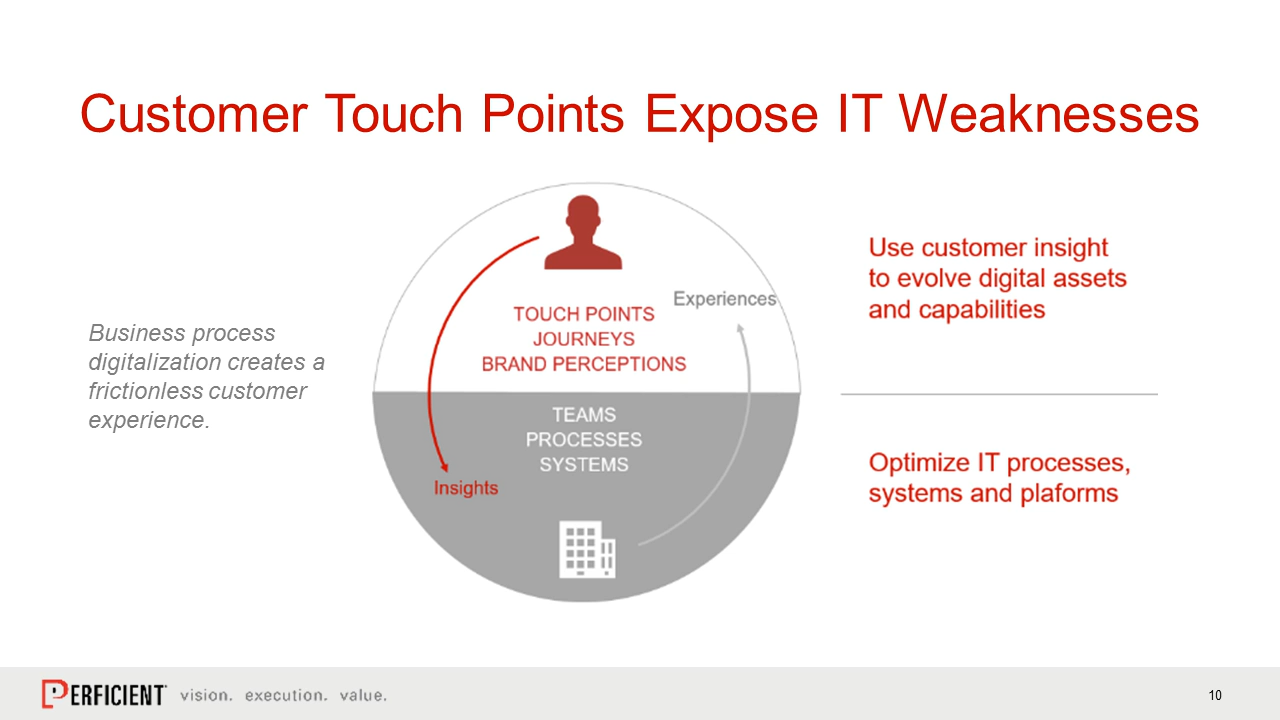 Customer Touch Points Expose IT Weaknesses
Business process
digitalization creates a
frictionless customer
experience.
Experiences
TOUCH POINTS
JOURNEYS
BRAND PERCEPTIONS
TEAMS
PROCESSES
SYSTEMS
Insights
Use customer insight
to evolve digital assets
and capabilities
Optimize IT processes,
systems and plaforms
PERFICIENT vision. execution. value.
10